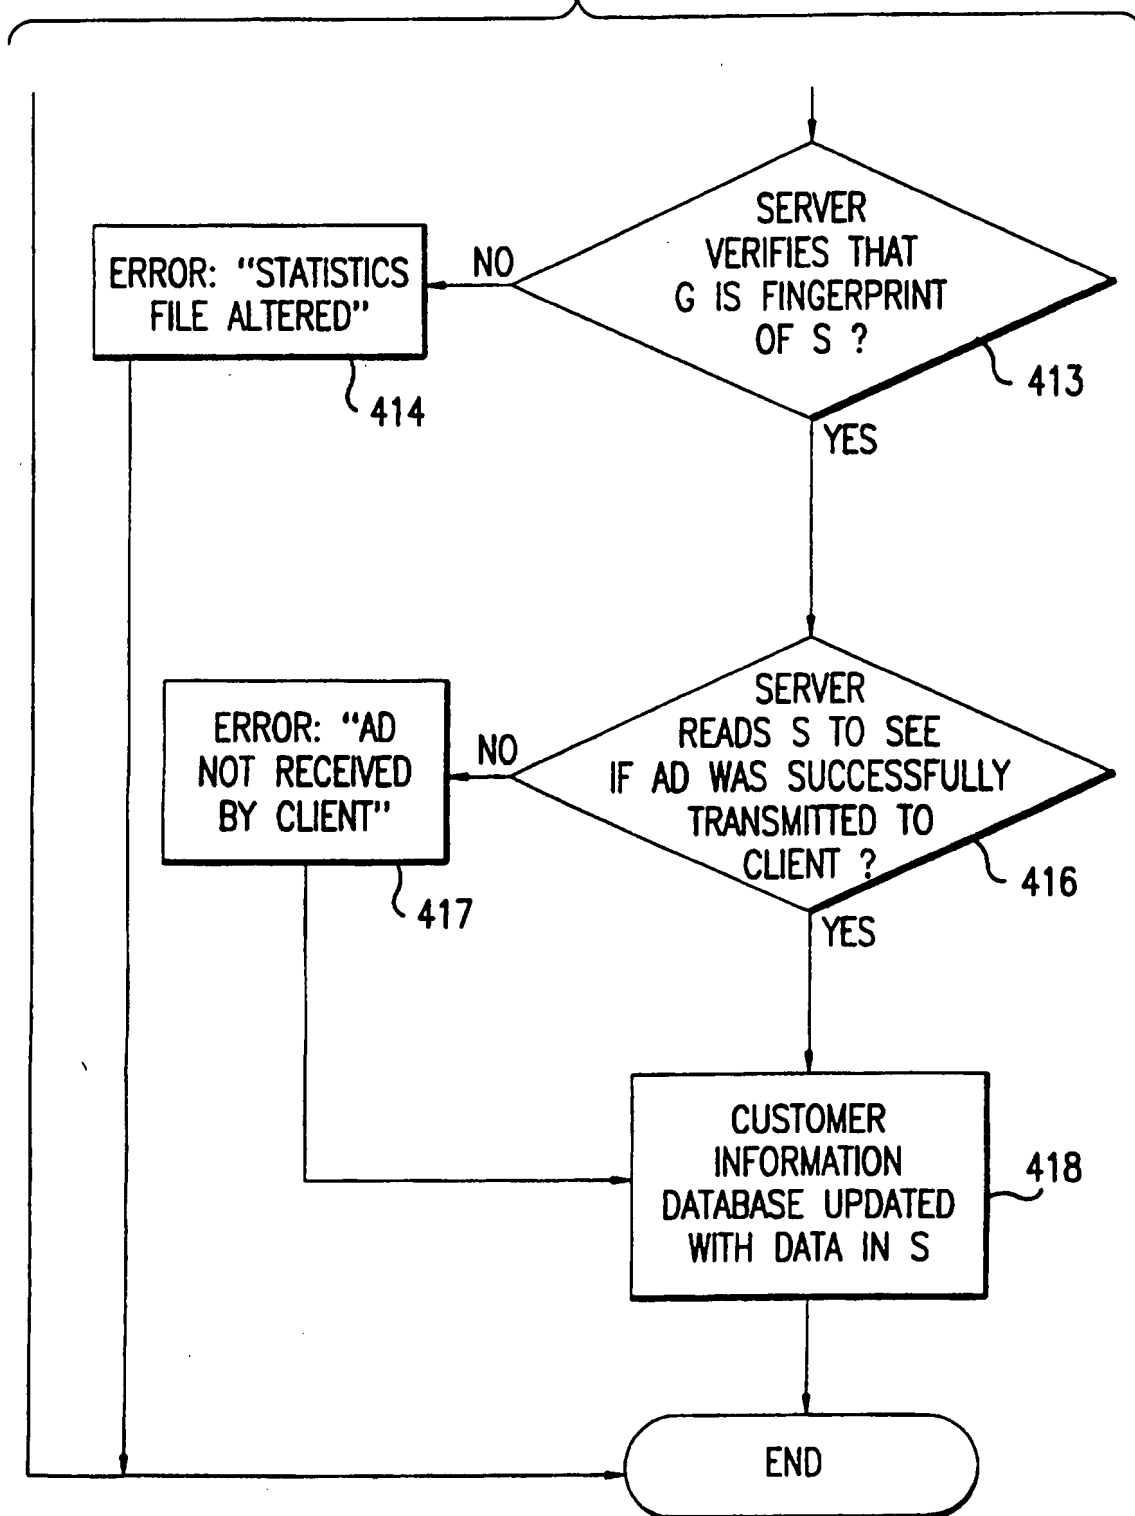 SERVER
VERIFIES THAT
G IS FINGERPRINT
OF S ?
413
NO
ERROR: "STATISTICS
FILE ALTERED"
414
YES
SERVER
READS S TO SEE
IF AD WAS SUCCESSFULLY
TRANSMITTED TO
CLIENT ?
416
NO
ERROR: "AD
NOT RECEIVED
BY CLIENT"
417
YES
CUSTOMER
INFORMATION
DATABASE UPDATED
WITH DATA IN S
418
END